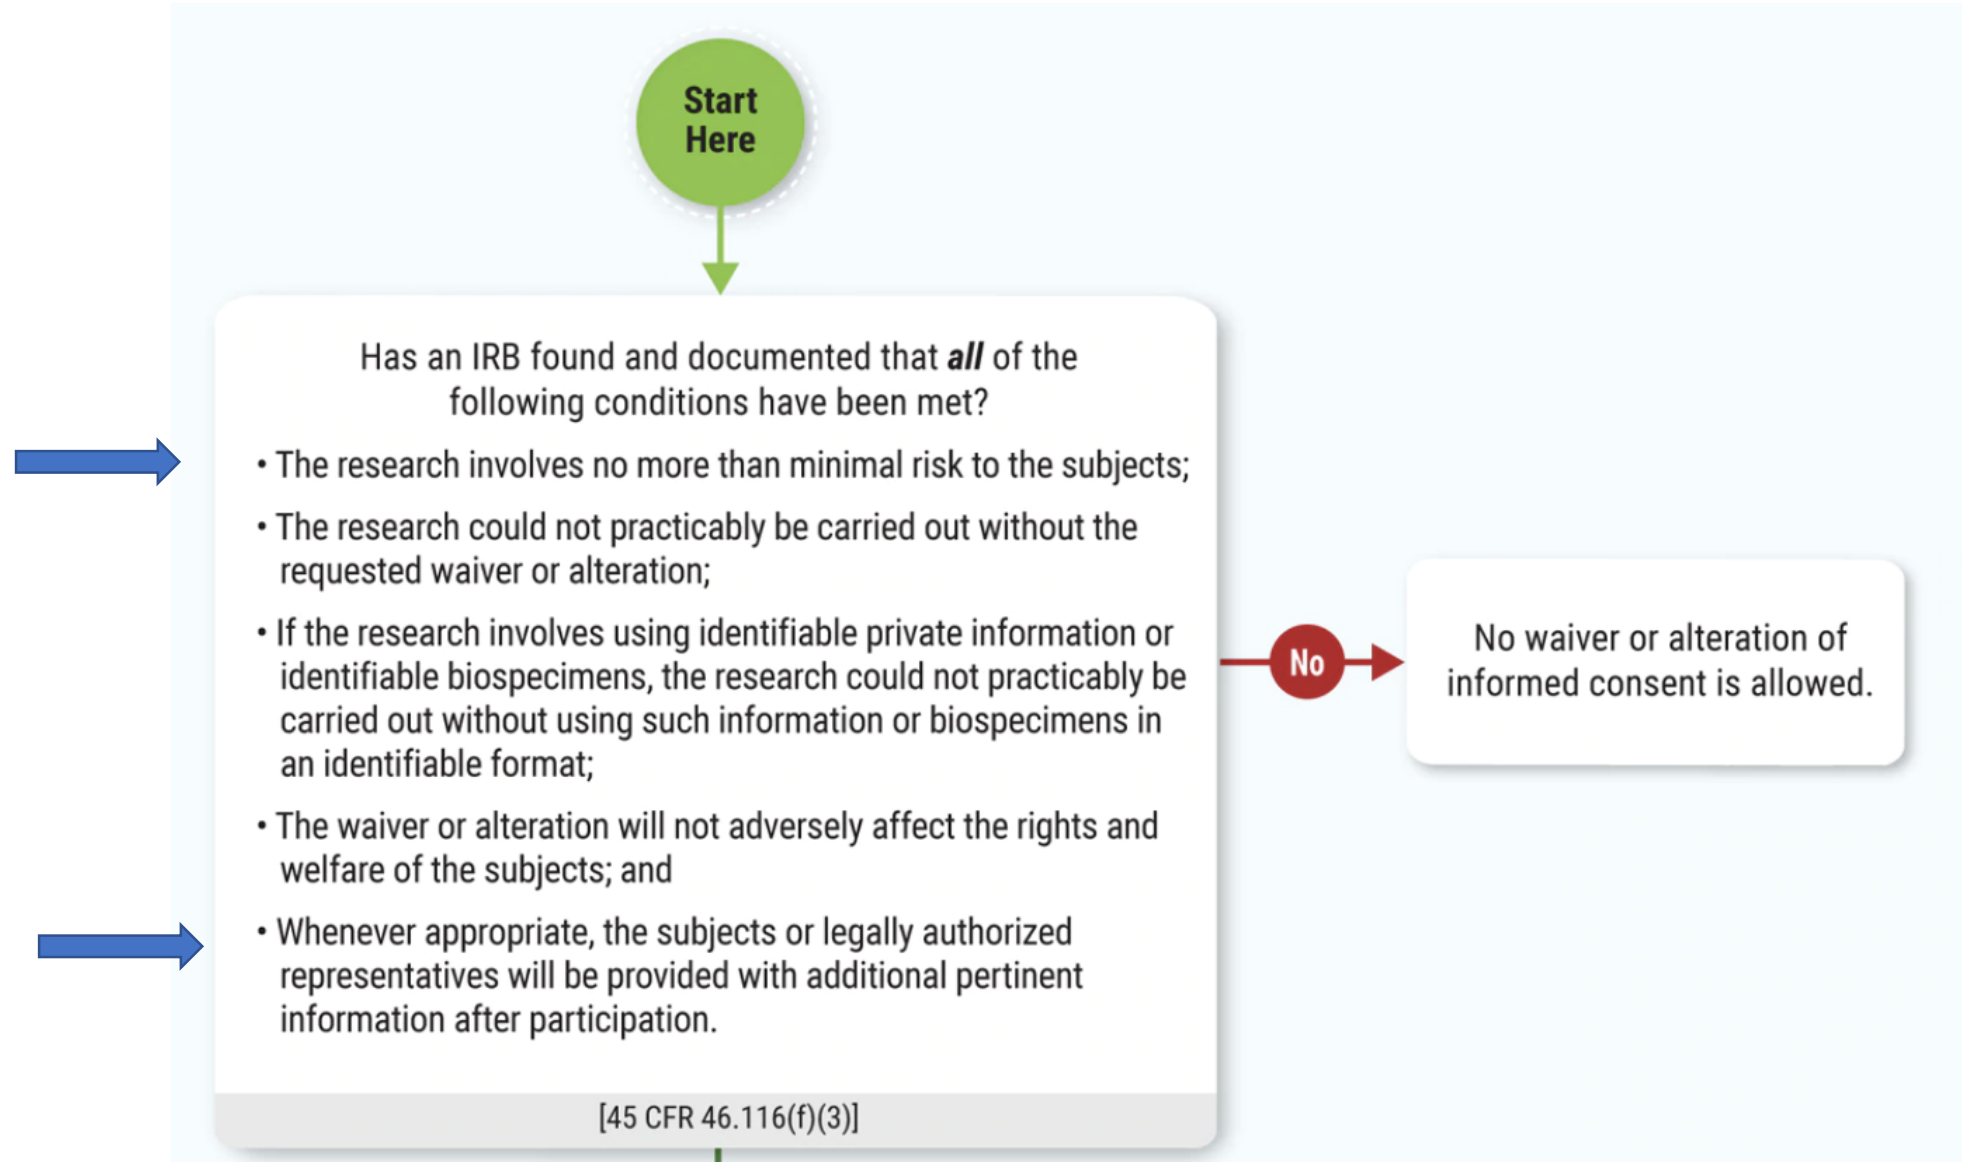 Start
Here
Has an IRB found and documented that all of the
following conditions have been met?
• The research involves no more than minimal risk to the subjects;
• The research could not practicably be carried out without the
requested waiver or alteration;
• If the research involves using identifiable private information or
identifiable biospecimens, the research could not practicably be
carried out without using such information or biospecimens in
an identifiable format;
• The waiver or alteration will not adversely affect the rights and
welfare of the subjects; and
• Whenever appropriate, the subjects or legally authorized
representatives will be provided with additional pertinent
information after participation.
[45 CFR 46.116(f)(3)]
No
No waiver or alteration of
informed consent is allowed.